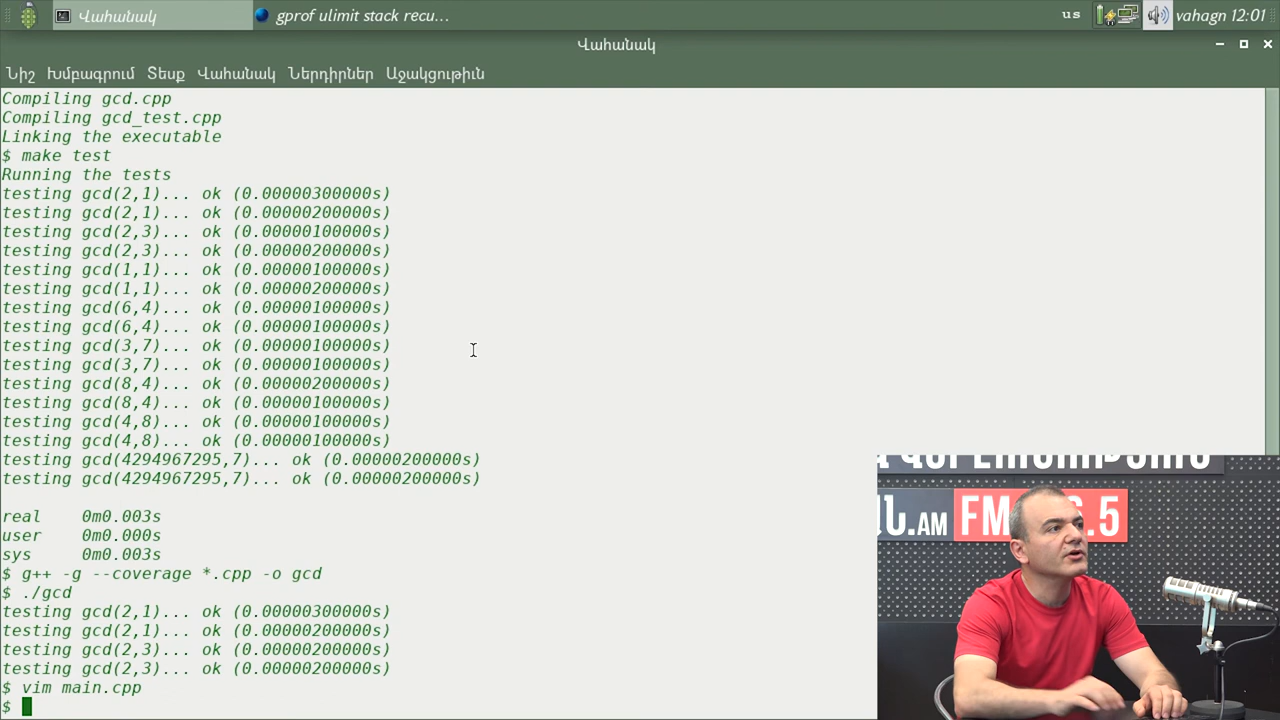 Վահանակ
gprof ulimit stack recu...
us
vahagn 12:01
Վահանակ
Նիշ Խմբագրում Տեսք Վահանակ Ներդիրներ Աջակցութիւն
Compiling gcd.cpp
Compiling gcd_test.cpp
Linking the executable
$ make test
Running the tests
testing gcd(2,1)... ok (0.00000300000s)
testing gcd(2,1)... ok (0.00000200000s)
testing gcd(2,3)... ok (0.00000100000s)
testing gcd(2,3)... ok (0.00000200000s)
testing gcd(1,1)... ok (0.00000100000s)
testing gcd(1,1)... ok (0.00000200000s)
testing gcd(6,4)... ok (0.00000100000s)
testing gcd(6,4)... ok (0.00000100000s)
testing gcd(3,7)... ok (0.00000100000s)
testing gcd(3,7)... ok (0.00000100000s)
testing gcd(8,4)... ok (0.00000200000s)
testing gcd(8,4)... ok (0.00000100000s)
testing gcd(4,8)... ok (0.00000100000s)
testing gcd(4,8)... ok (0.00000100000s)
testing gcd(4294967295,7)... ok (0.00000200000s)
testing gcd(4294967295,7)... ok (0.00000200000s)
real 0m0.003s
user 0m0.000s
sys 0m0.003s
$ g++ -g --coverage *.cpp -o gcd
$ ./gcd
testing gcd(2,1)... ok (0.00000300000s)
testing gcd(2,1)... ok (0.00000200000s)
testing gcd(2,3)... ok (0.00000200000s)
testing gcd(2,3)... ok (0.00000200000s)
$ vim main.cpp
$
FM 6.5